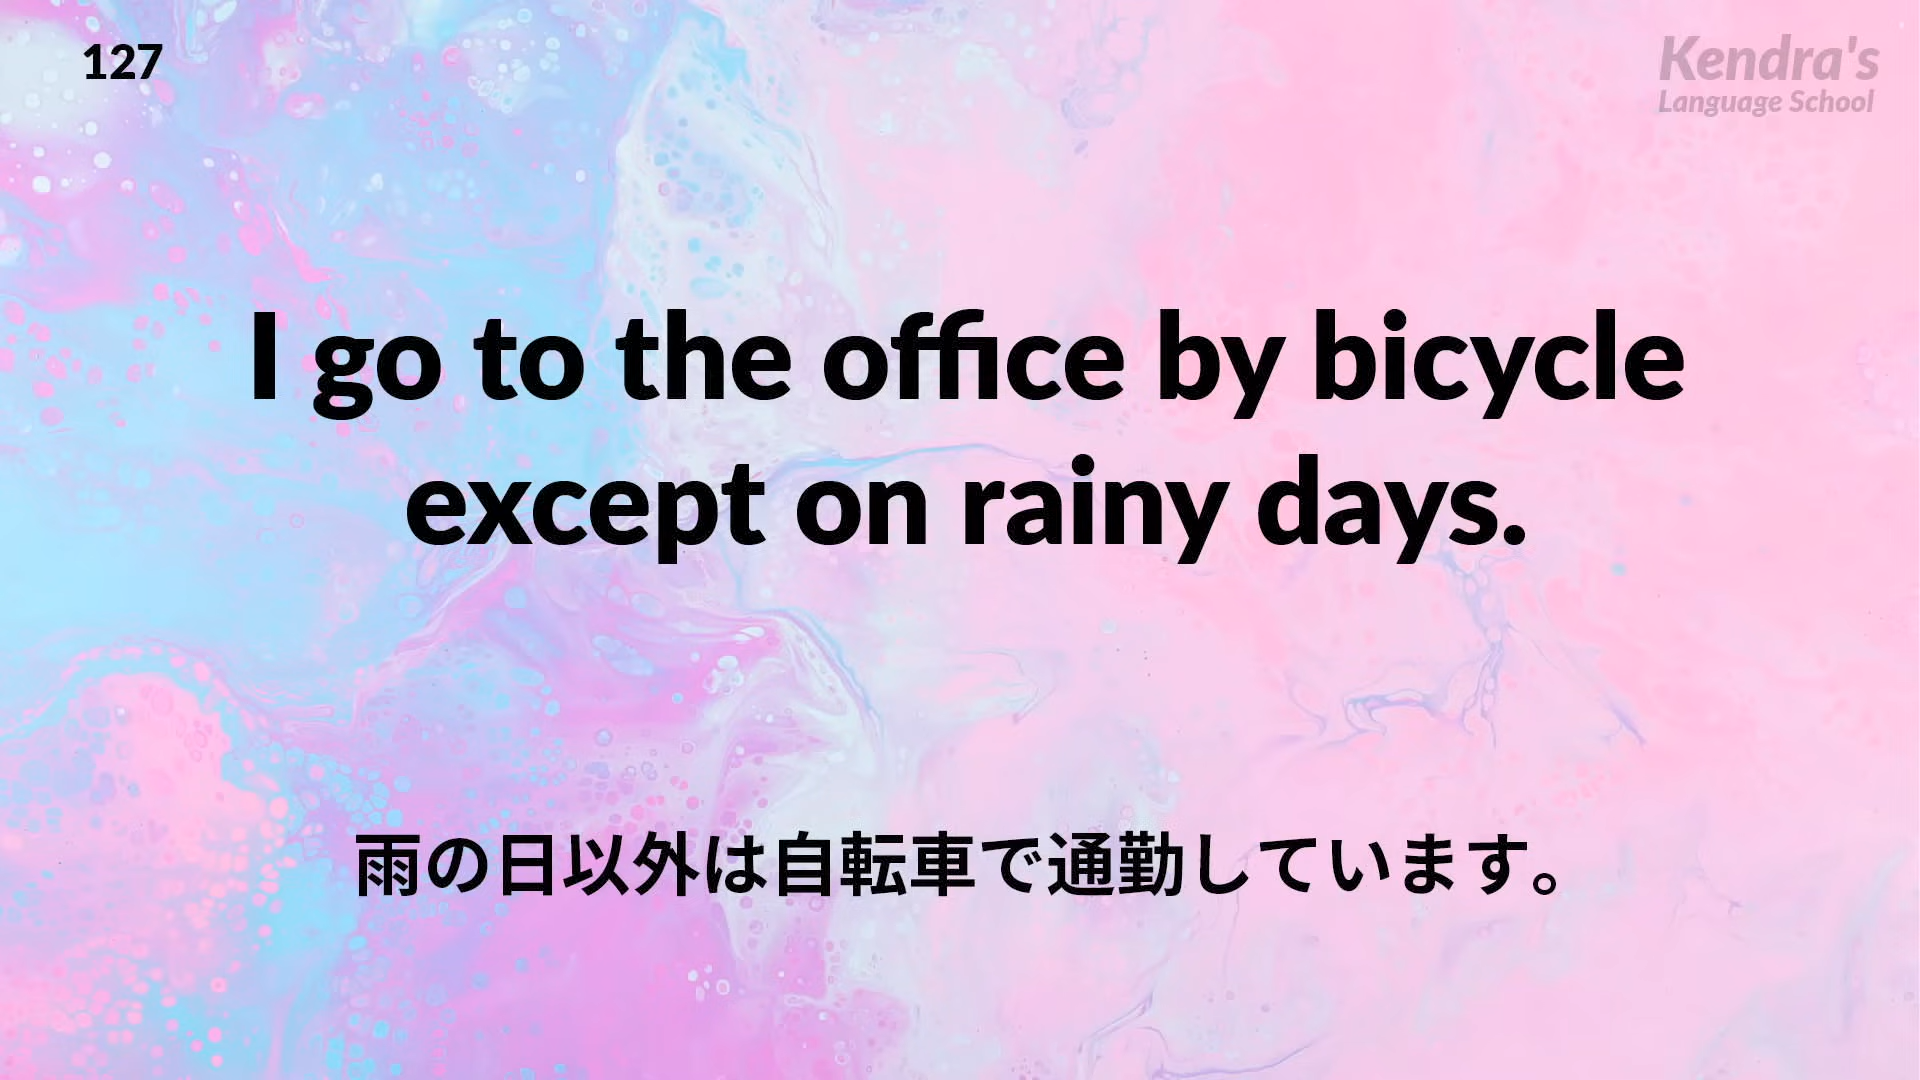 127
Kendra's
Language School
I go to the office by bicycle
except on rainy days.
雨の日以外は自転車で通勤しています。